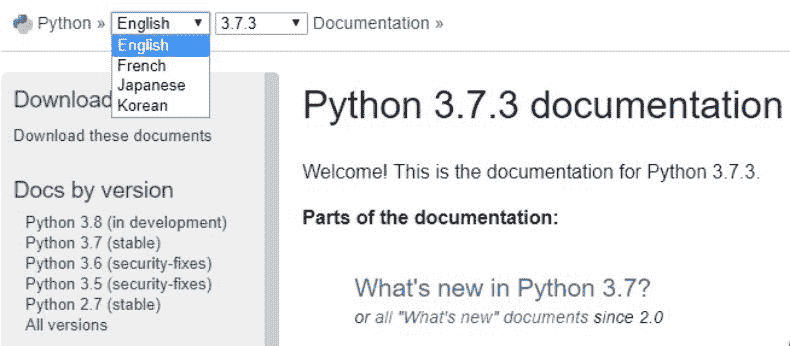 Python » English 3.7.3 Documentation »
English
French
Japanese
Korean
Download
Download these documents
Docs by version
Python 3.8 (in development)
Python 3.7 (stable)
Python 3.6 (security-fixes)
Python 3.5 (security-fixes)
Python 2.7 (stable)
All versions
Python 3.7.3 documentation
Welcome! This is the documentation for Python 3.7.3.
Parts of the documentation:
What's new in Python 3.7?
or all "What's new" documents since 2.0